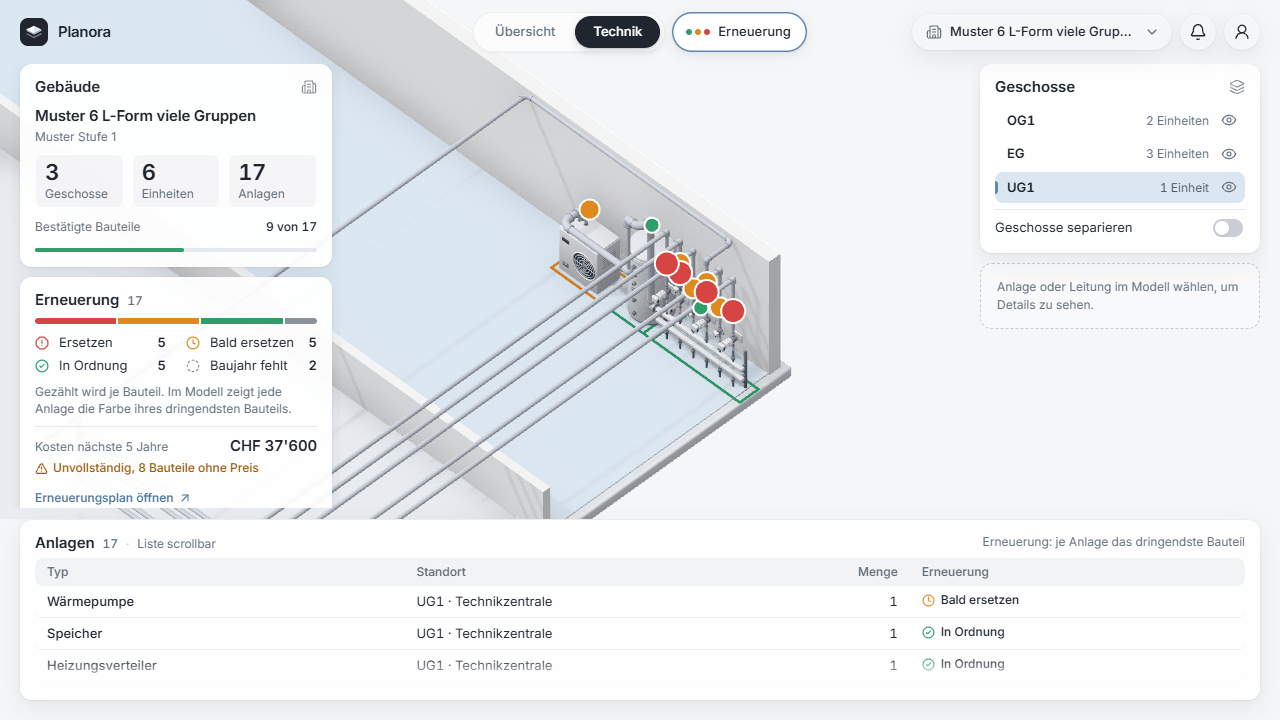 Planora
Übersicht
Technik
Erneuerung
Muster 6 L-Form viele Grup...
Gebäude
Muster 6 L-Form viele Gruppen
Muster Stufe 1
3 Geschosse
6 Einheiten
17 Anlagen
Bestätigte Bauteile 9 von 17
Erneuerung 17
Ersetzen 5
Bald ersetzen 5
In Ordnung 5
Baujahr fehlt 2
Gezählt wird je Bauteil. Im Modell zeigt jede
Anlage die Farbe ihres dringendsten Bauteils.
Kosten nächste 5 Jahre CHF 37'600
Unvollständig, 8 Bauteile ohne Preis
Erneuerungsplan öffnen
Geschosse
OG1 2 Einheiten
EG 3 Einheiten
UG1 1 Einheit
Geschosse separieren
Anlage oder Leitung im Modell wählen, um
Details zu sehen.
Anlagen 17 · Liste scrollbar
Erneuerung: je Anlage das dringendste Bauteil
Typ Standort Menge Erneuerung
Wärmepumpe UG1 · Technikzentrale 1 Bald ersetzen
Speicher UG1 · Technikzentrale 1 In Ordnung
Heizungsverteiler UG1 · Technikzentrale 1 In Ordnung